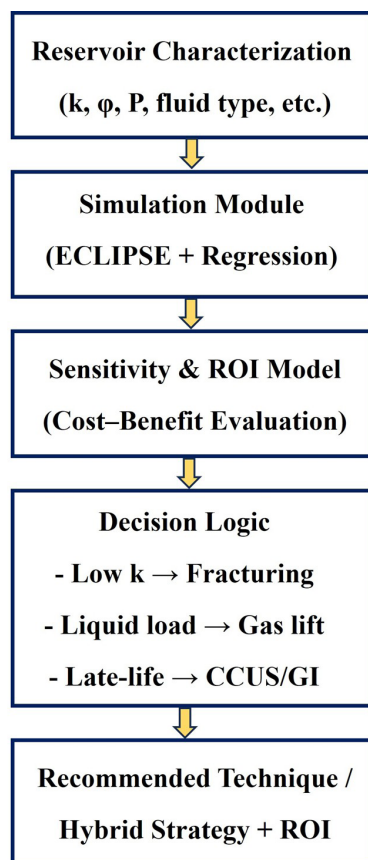 Reservoir Characterization
(k, φ, P, fluid type, etc.)
Simulation Module
(ECLIPSE + Regression)
Sensitivity & ROI Model
(Cost–Benefit Evaluation)
Decision Logic
- Low k → Fracturing
- Liquid load → Gas lift
- Late-life → CCUS/GI
Recommended Technique /
Hybrid Strategy + ROI